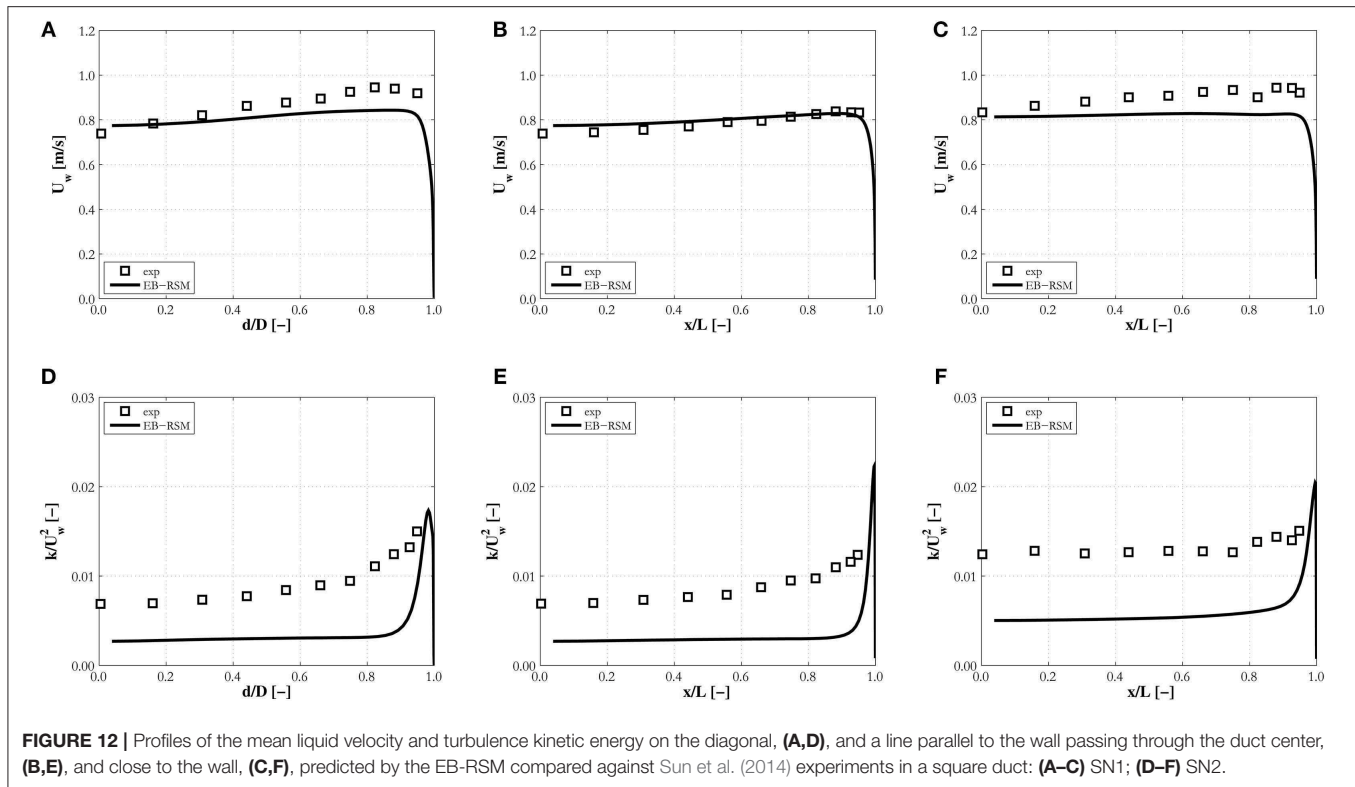 A
B
C
1.2
1.0
0.8
0.6
0.4
0.2
0.0
U_w [m/s]
exp
EB−RSM
0.0 0.2 0.4 0.6 0.8 1.0
d/D [−]
1.2
1.0
0.8
0.6
0.4
0.2
0.0
U_w [m/s]
exp
EB−RSM
0.0 0.2 0.4 0.6 0.8 1.0
x/L [−]
1.2
1.0
0.8
0.6
0.4
0.2
0.0
U_w [m/s]
exp
EB−RSM
0.0 0.2 0.4 0.6 0.8 1.0
x/L [−]
D
E
F
0.03
0.02
0.01
0.00
k/U_w^2 [−]
exp
EB−RSM
0.0 0.2 0.4 0.6 0.8 1.0
d/D [−]
0.03
0.02
0.01
0.00
k/U_w^2 [−]
exp
EB−RSM
0.0 0.2 0.4 0.6 0.8 1.0
x/L [−]
0.03
0.02
0.01
0.00
k/U_w^2 [−]
exp
EB−RSM
0.0 0.2 0.4 0.6 0.8 1.0
x/L [−]
FIGURE 12 | Profiles of the mean liquid velocity and turbulence kinetic energy on the diagonal, (A,D), and a line parallel to the wall passing through the duct center,
(B,E), and close to the wall, (C,F), predicted by the EB-RSM compared against Sun et al. (2014) experiments in a square duct: (A–C) SN1; (D–F) SN2.